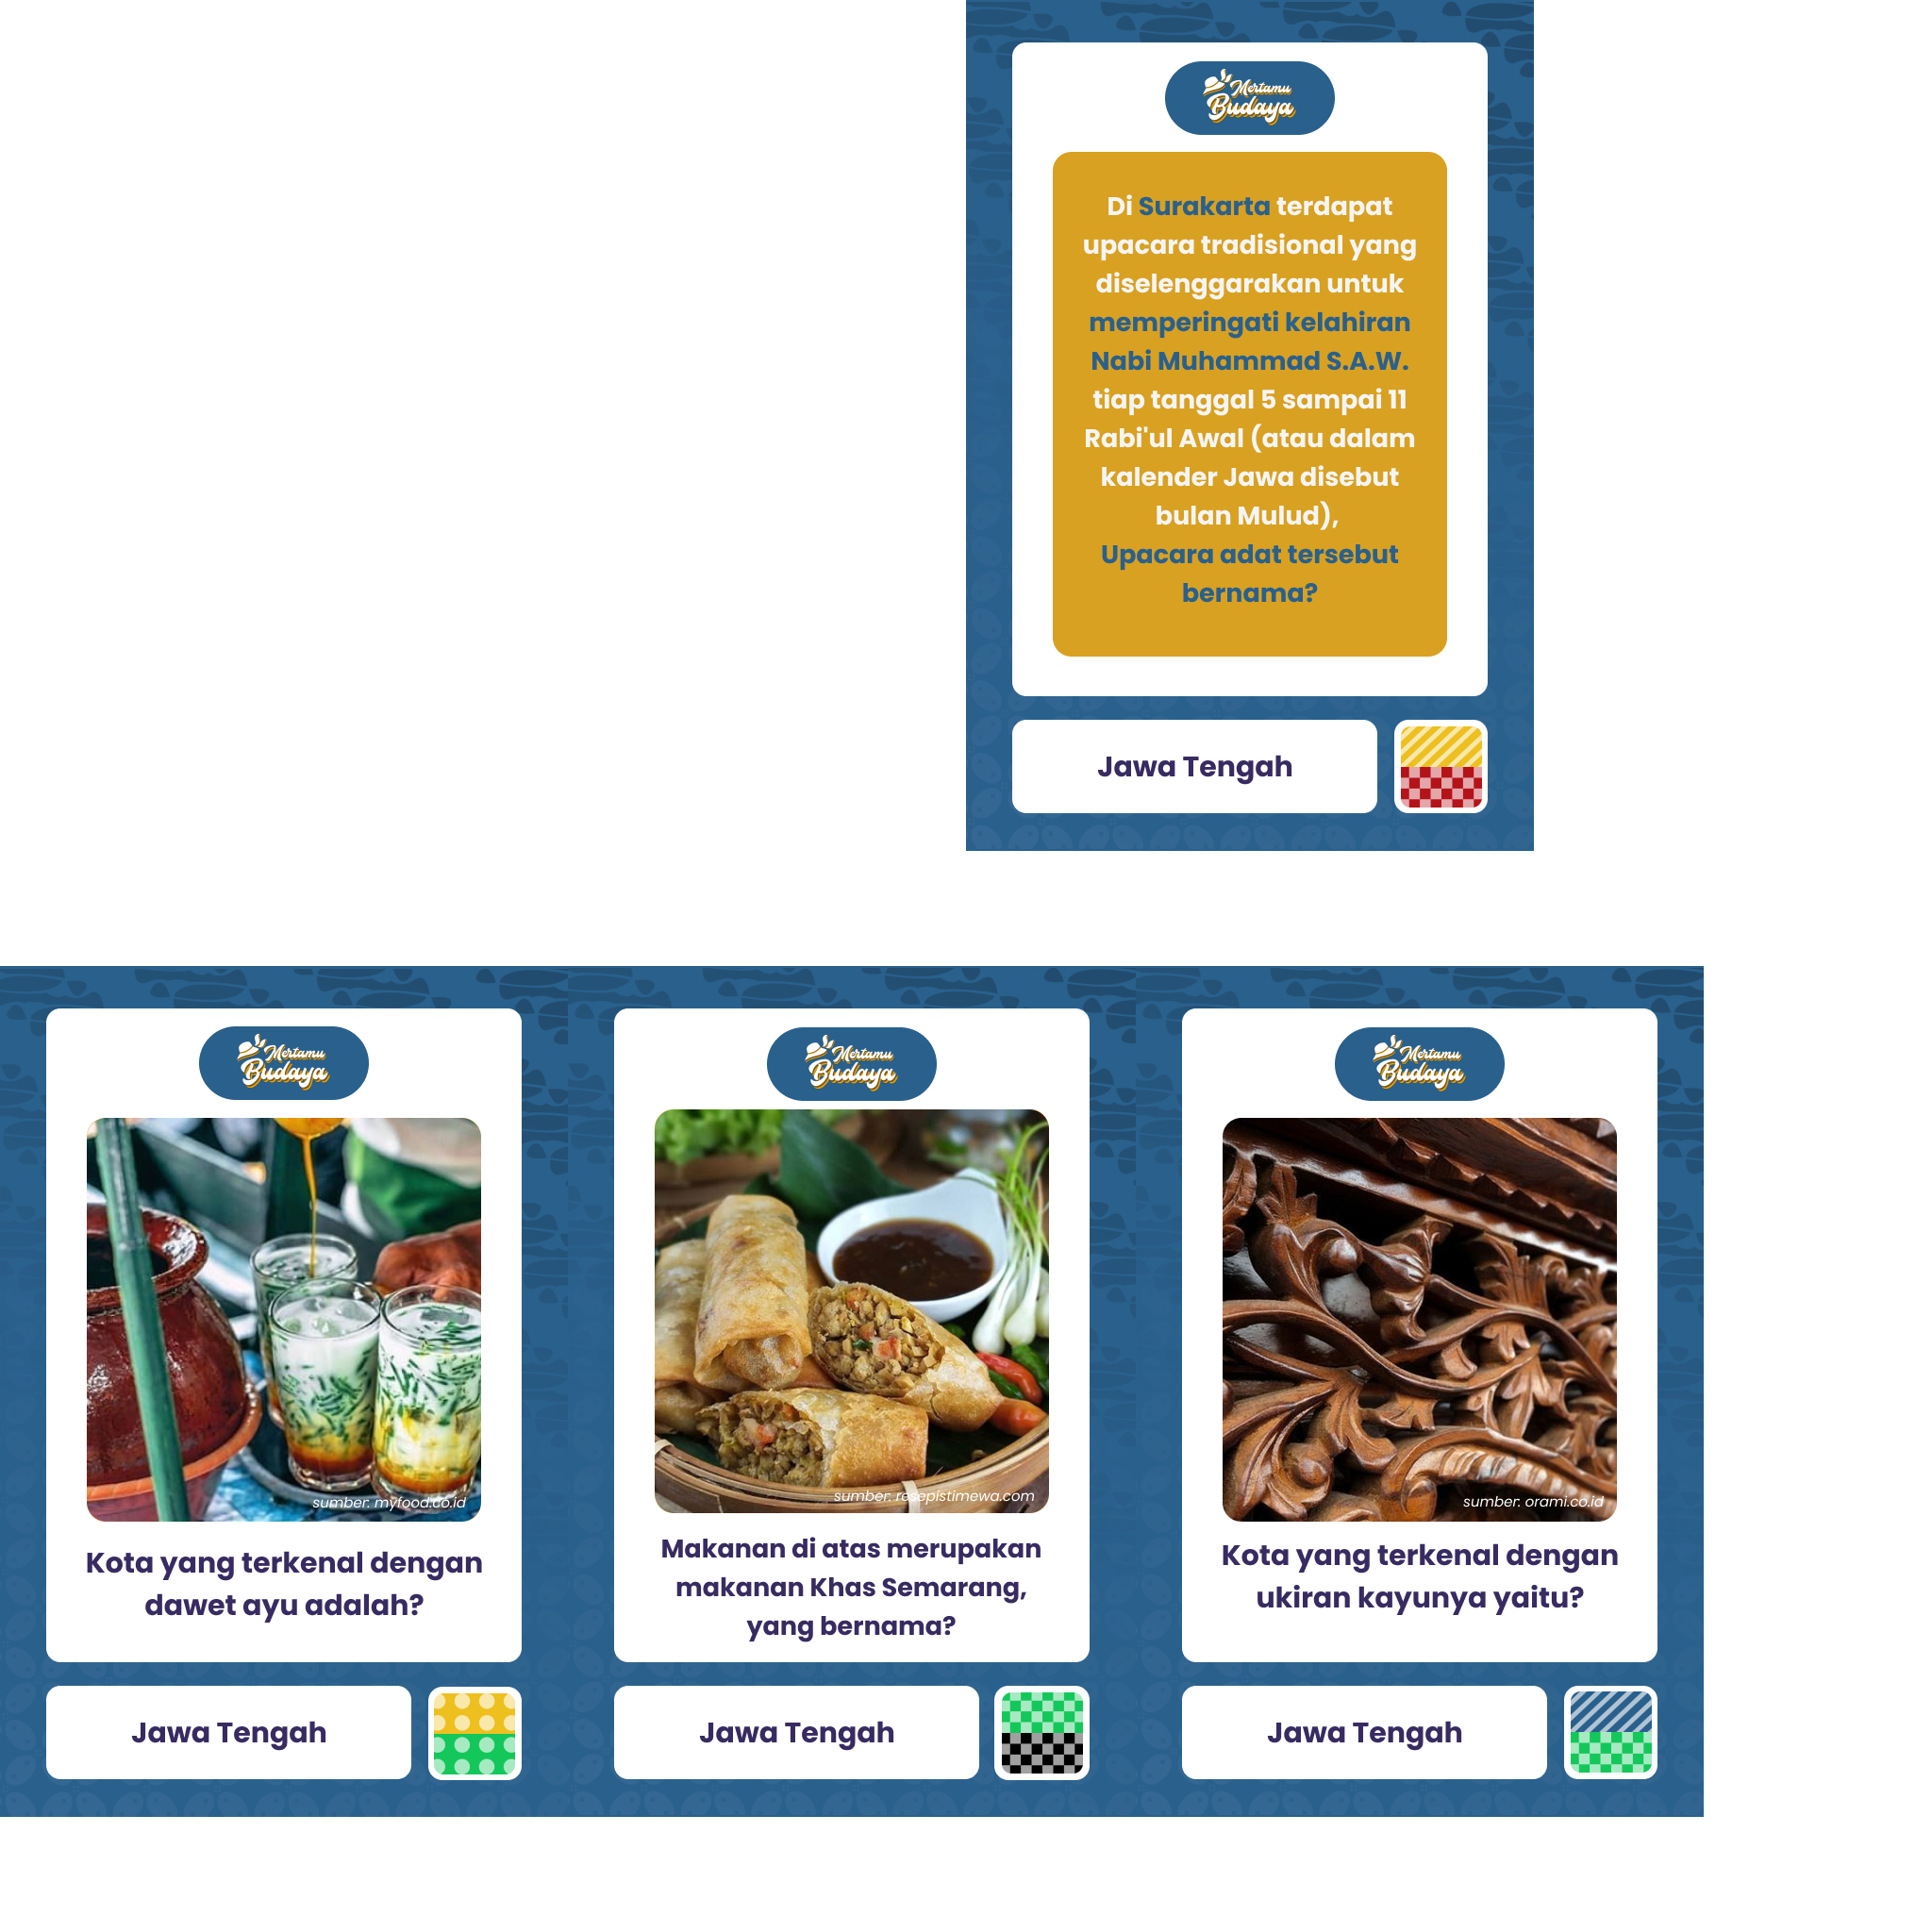 Mertamu
Budaya
Di Surakarta terdapat
upacara tradisional yang
diselenggarakan untuk
memperingati kelahiran
Nabi Muhammad S.A.W.
tiap tanggal 5 sampai 11
Rabi'ul Awal (atau dalam
kalender Jawa disebut
bulan Mulud),
Upacara adat tersebut
bernama?
Jawa Tengah
Mertamu
Budaya
sumber: myfood.co.id
Kota yang terkenal dengan
dawet ayu adalah?
Jawa Tengah
Mertamu
Budaya
sumber: resepistimewa.com
Makanan di atas merupakan
makanan Khas Semarang,
yang bernama?
Jawa Tengah
Mertamu
Budaya
sumber: orami.co.id
Kota yang terkenal dengan
ukiran kayunya yaitu?
Jawa Tengah